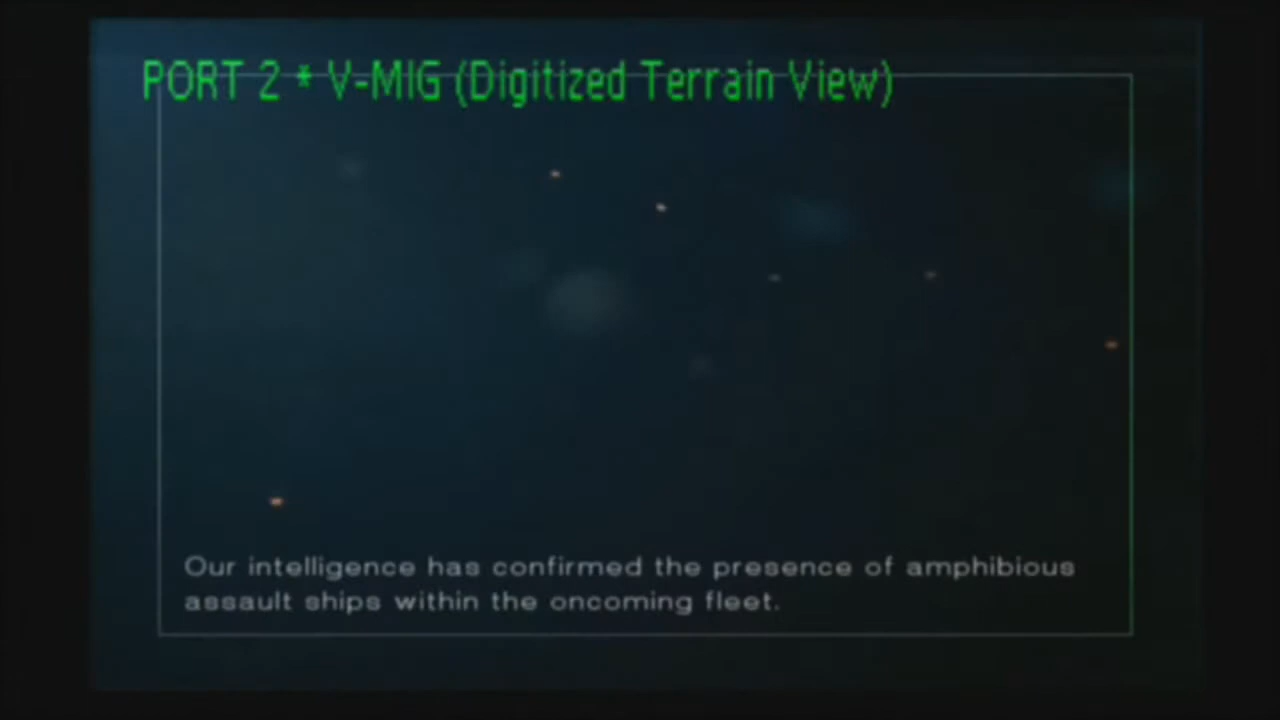 PORT 2 * V-MIG (Digitized Terrain View)
Our intelligence has confirmed the presence of amphibious
assault ships within the oncoming fleet.